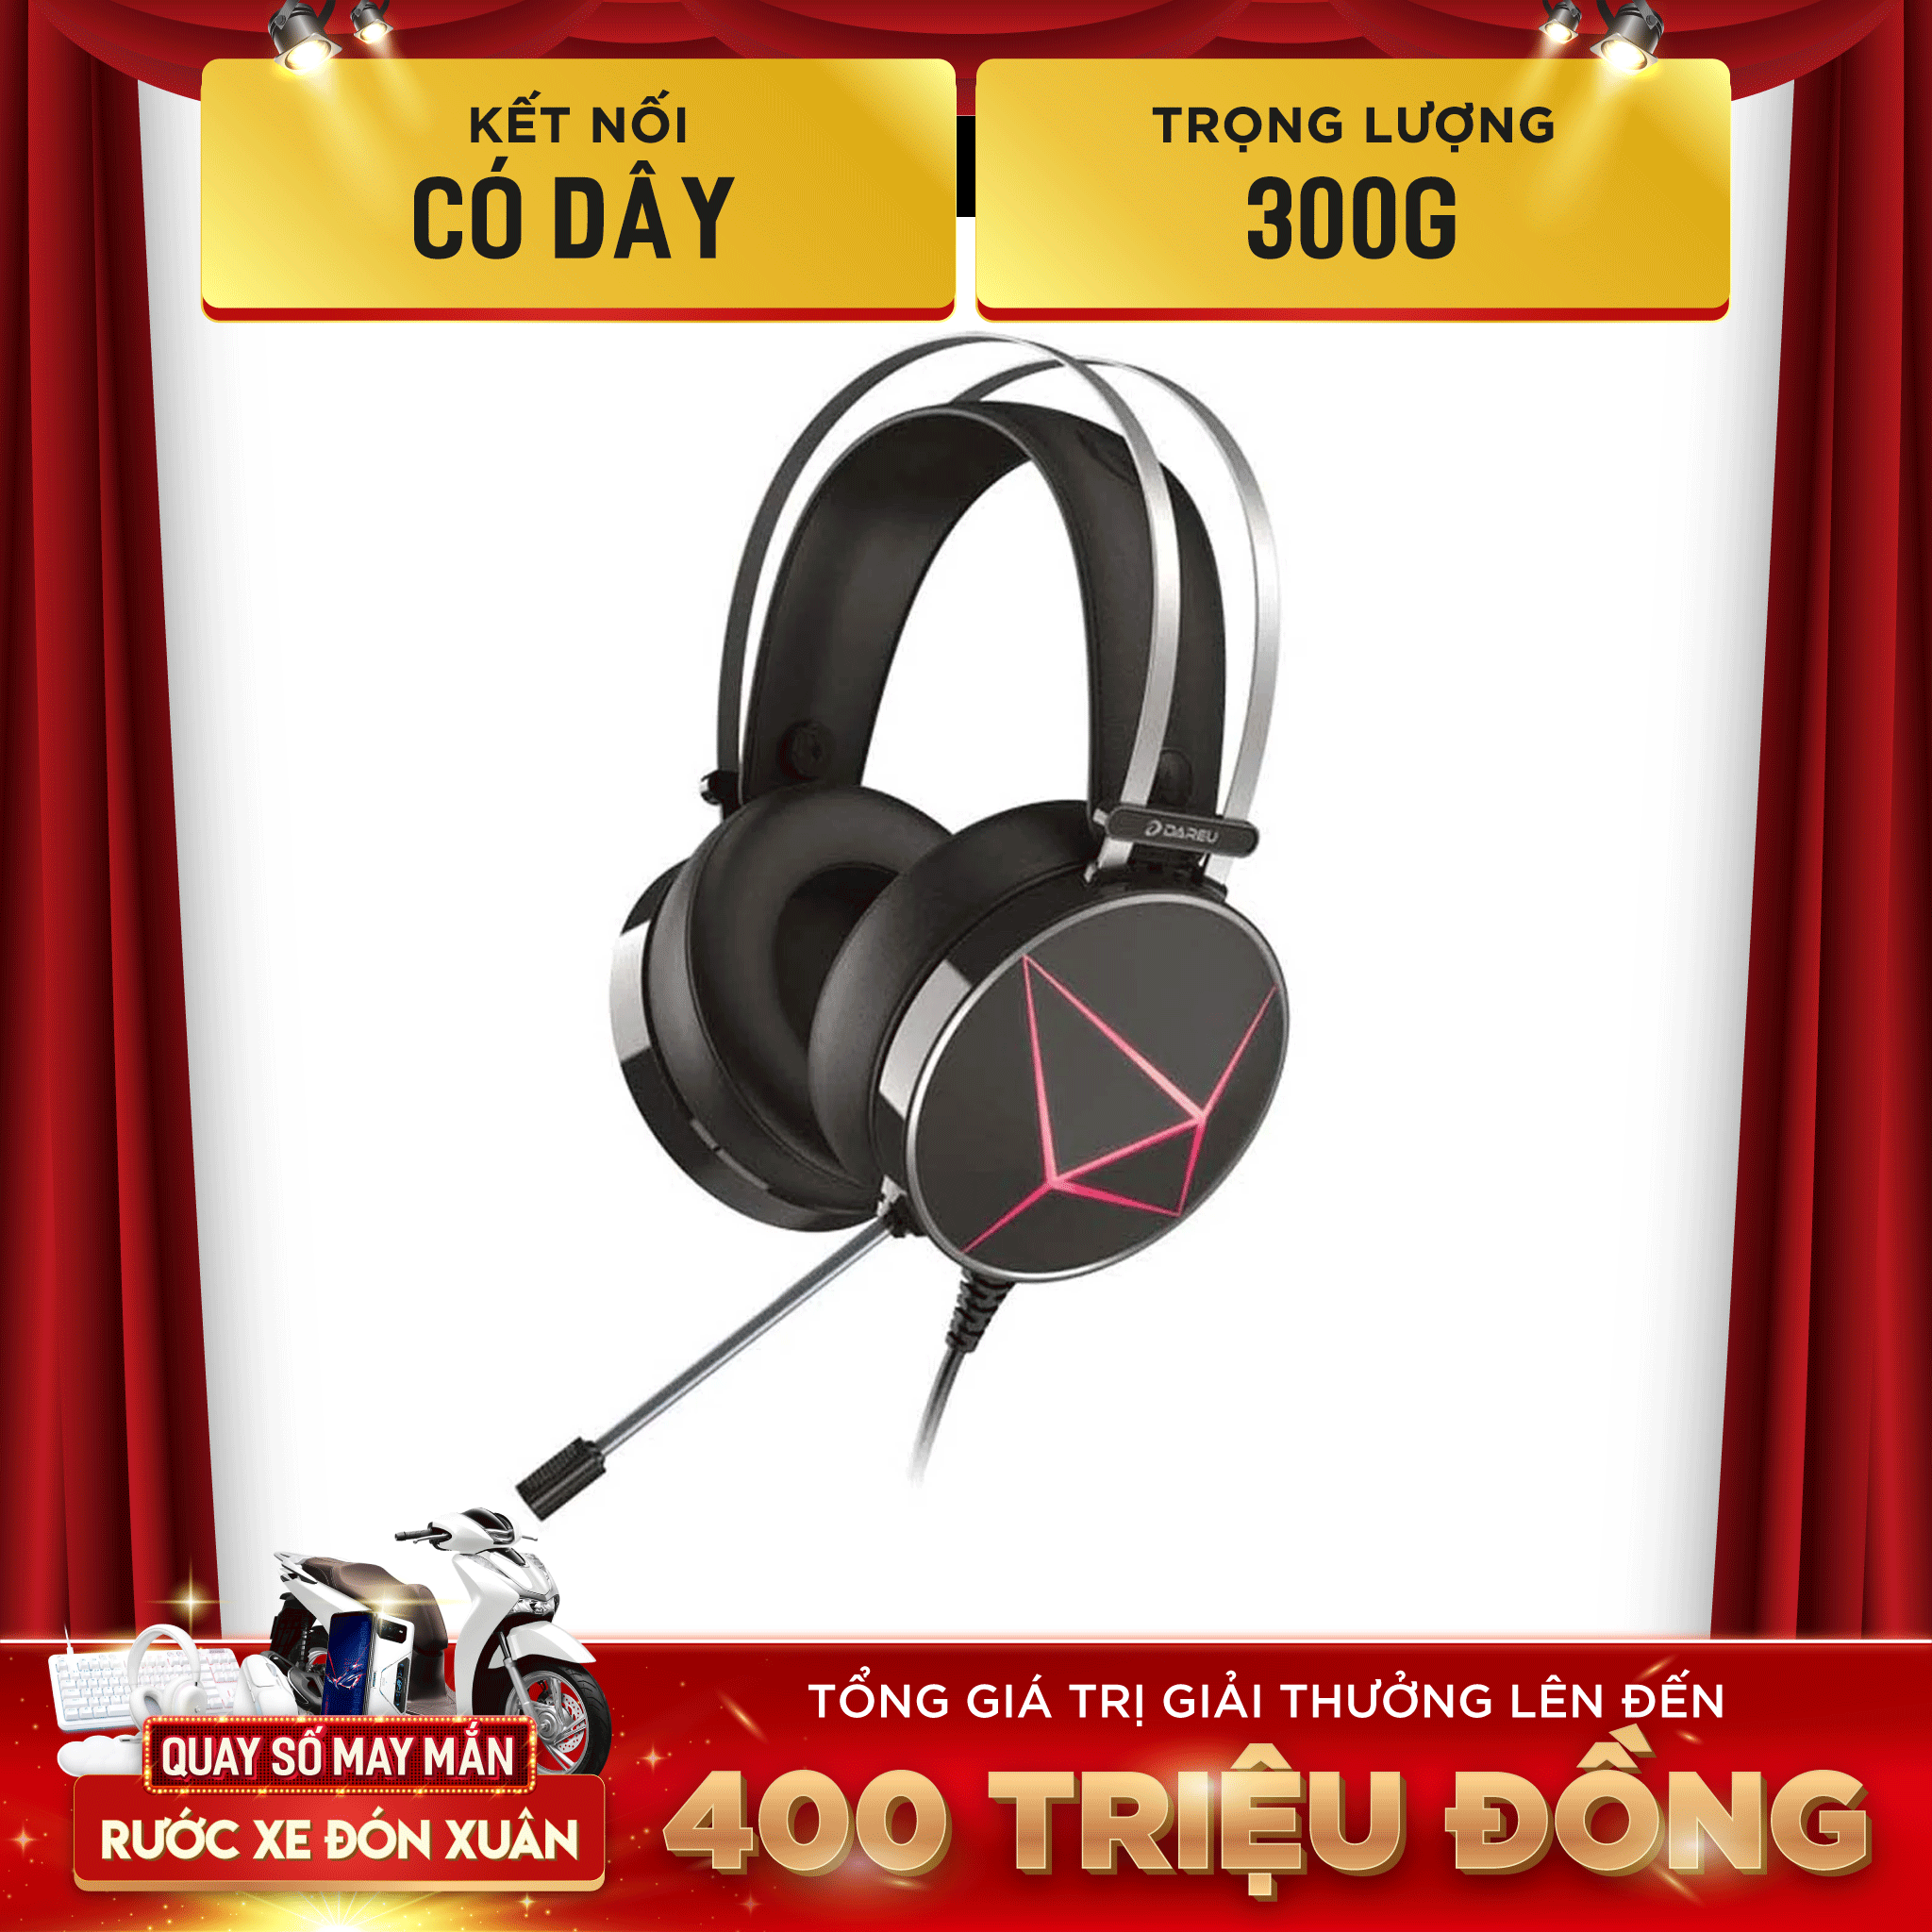 KẾT NỐI
CÓ DÂY
TRỌNG LƯỢNG
300G
DAREU
TỔNG GIÁ TRỊ GIẢI THƯỞNG LÊN ĐẾN
400 TRIỆU ĐỒNG
QUAY SỐ MAY MẮN
RƯỚC XE ĐÓN XUÂN